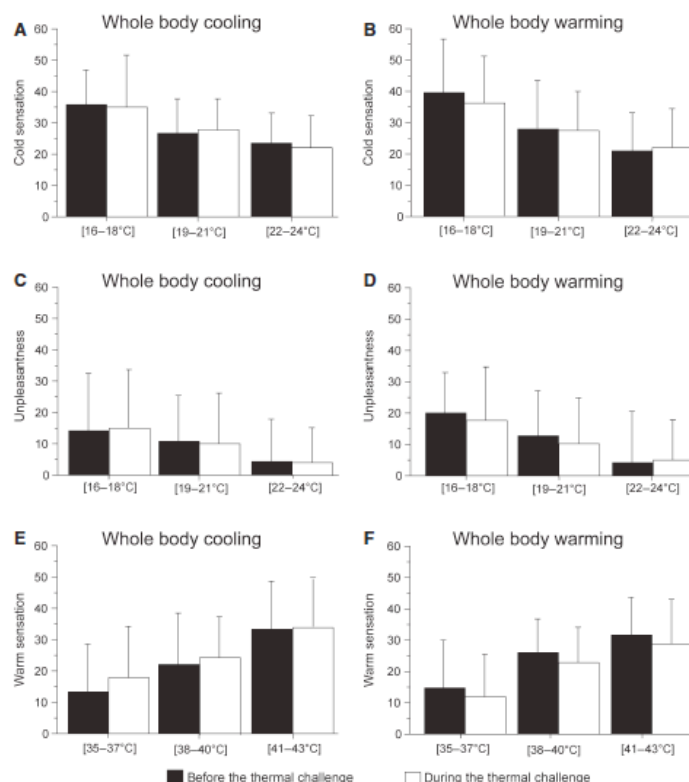 A Whole body cooling
Cold sensation
60
50
40
30
20
10
0
[16–18°C] [19–21°C] [22–24°C]
B Whole body warming
Cold sensation
60
50
40
30
20
10
0
[16–18°C] [19–21°C] [22–24°C]
C Whole body cooling
Unpleasantness
60
50
40
30
20
10
0
[16–18°C] [19–21°C] [22–24°C]
D Whole body warming
Unpleasantness
60
50
40
30
20
10
0
[16–18°C] [19–21°C] [22–24°C]
E Whole body cooling
Warm sensation
60
50
40
30
20
10
0
[35–37°C] [38–40°C] [41–43°C]
F Whole body warming
Warm sensation
60
50
40
30
20
10
0
[35–37°C] [38–40°C] [41–43°C]
Before the thermal challenge During the thermal challenge